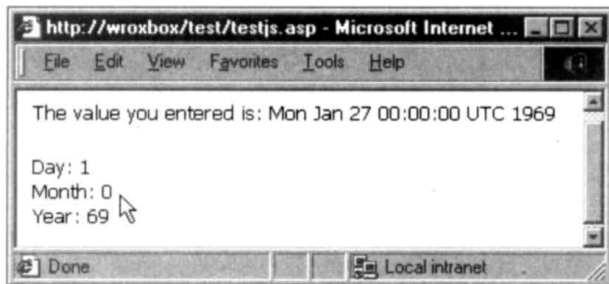 http://wroxbox/test/testjs.asp - Microsoft Internet ...
File Edit View Favorites Tools Help
The value you entered is: Mon Jan 27 00:00:00 UTC 1969
Day: 1
Month: 0
Year: 69
Done Local intranet